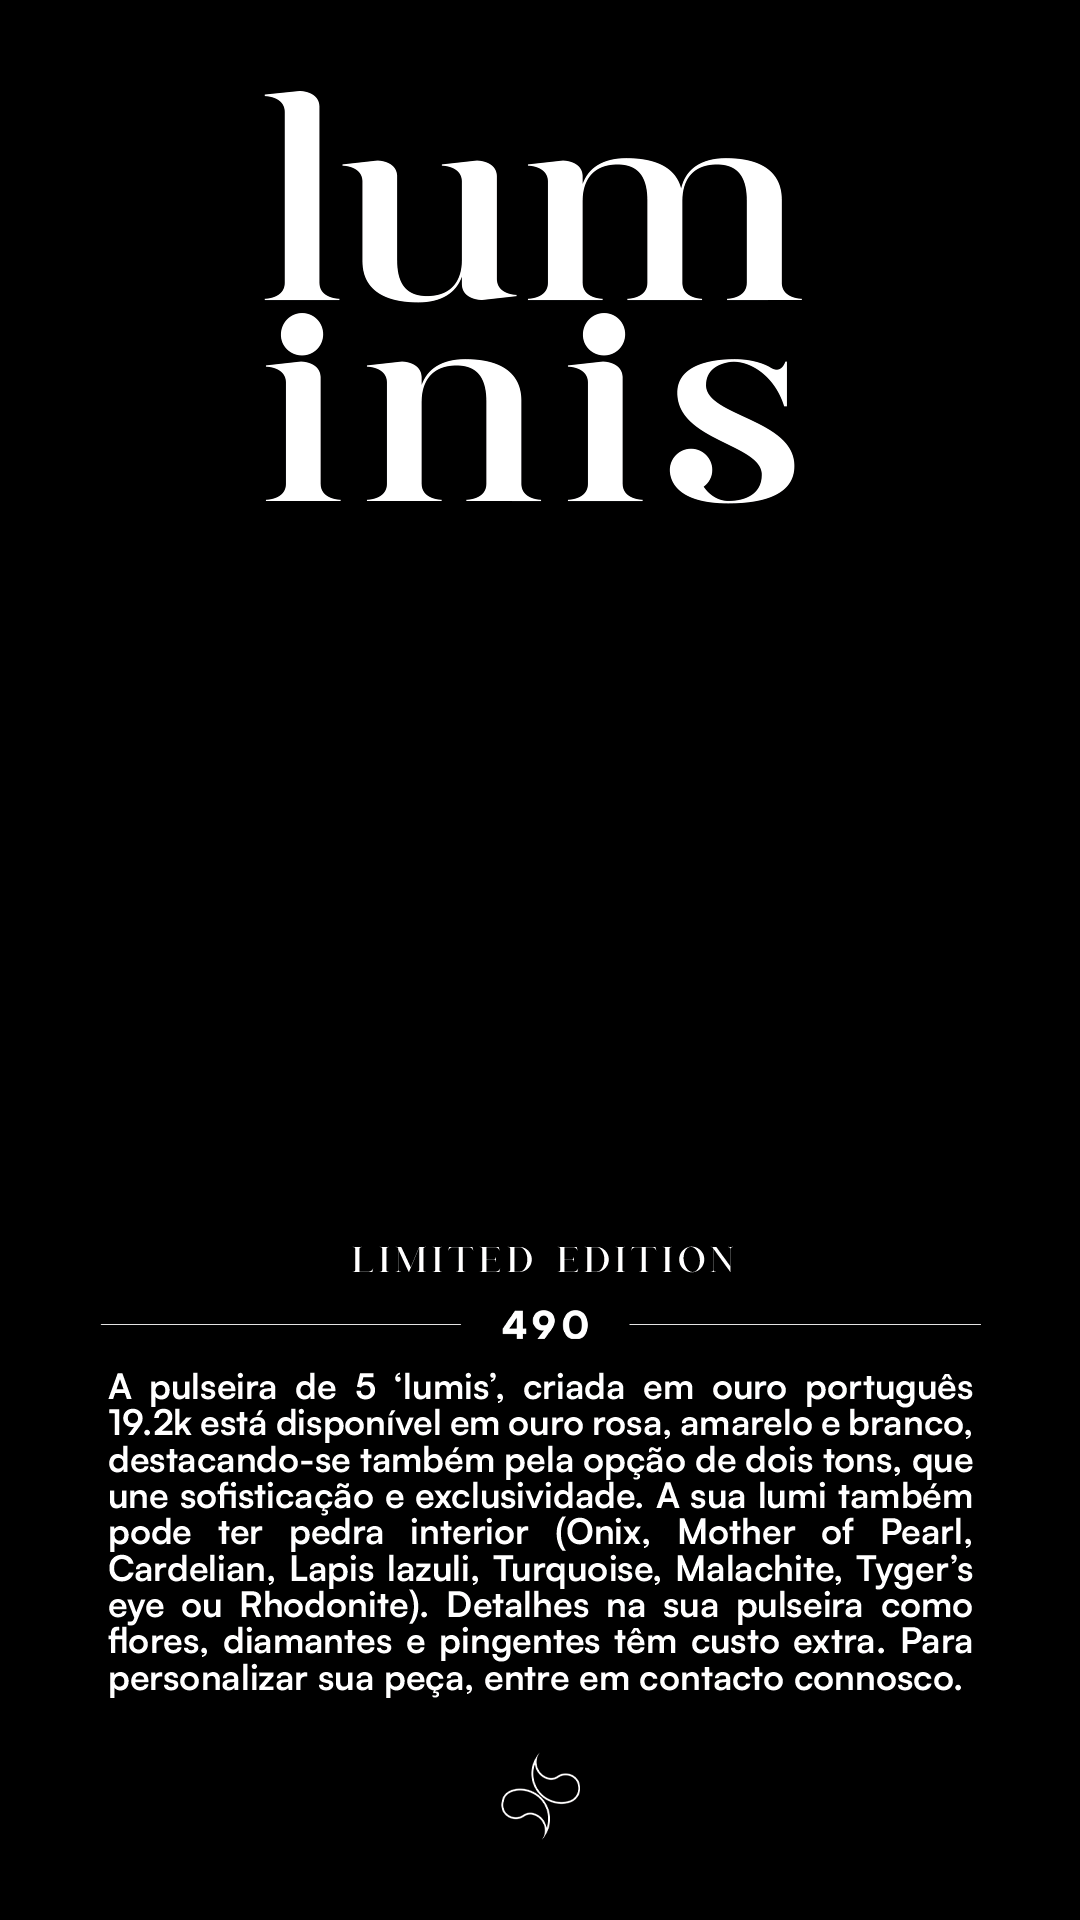 lum
inis
LIMITED EDITION
490
A pulseira de 5 ‘lumis’, criada em ouro português
19.2k está disponível em ouro rosa, amarelo e branco,
destacando-se também pela opção de dois tons, que
une sofisticação e exclusividade. A sua lumi também
pode ter pedra interior (Onix, Mother of Pearl,
Cardelian, Lapis lazuli, Turquoise, Malachite, Tyger’s
eye ou Rhodonite). Detalhes na sua pulseira como
flores, diamantes e pingentes têm custo extra. Para
personalizar sua peça, entre em contacto connosco.